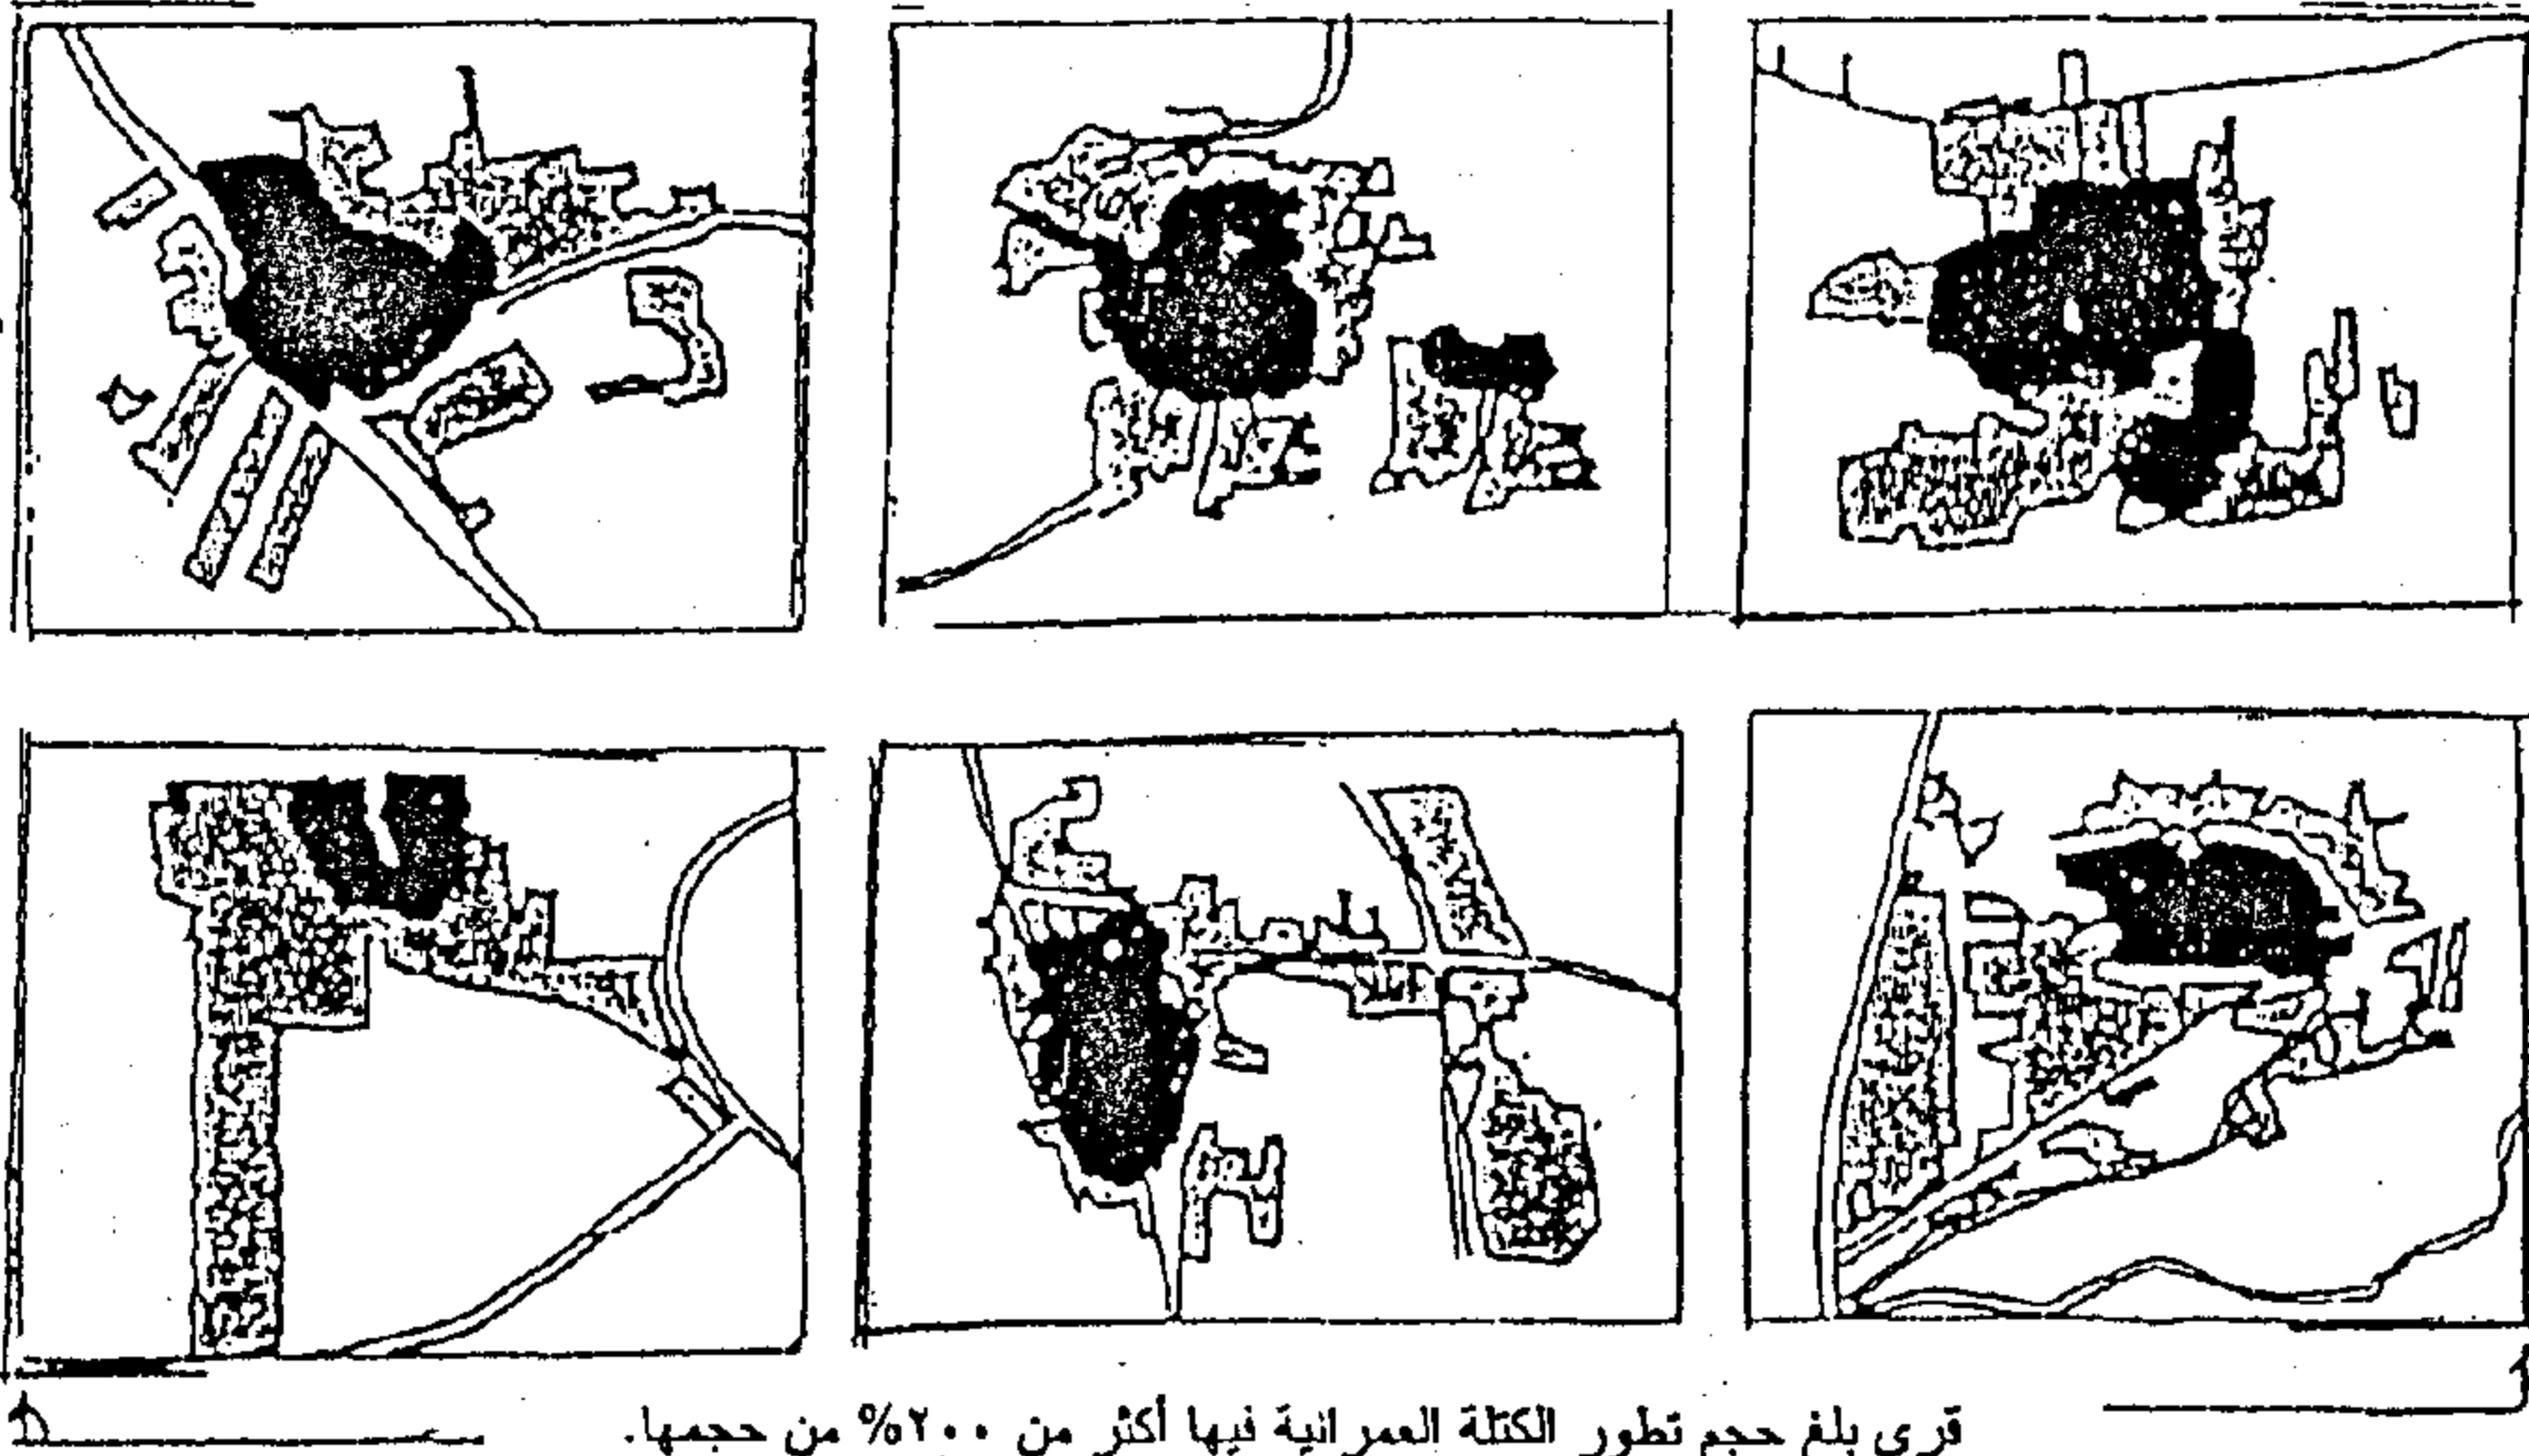 قرى بلغ حجم تطور الكتلة العمرانية فيها أكثر من ٢٠٠% من حجمها.